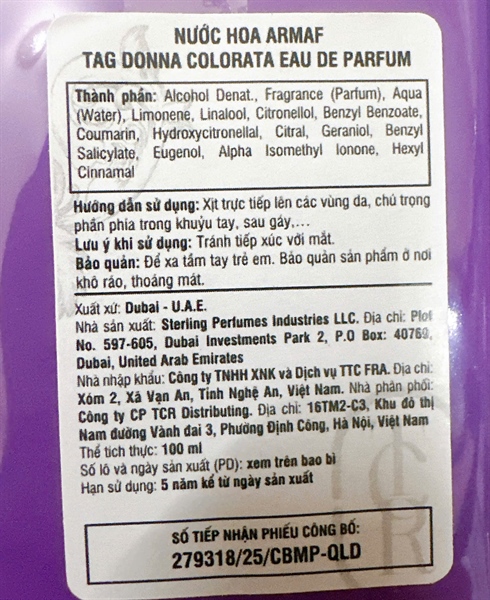 NƯỚC HOA ARMAF
TAG DONNA COLORATA EAU DE PARFUM
Thành phần: Alcohol Denat., Fragrance (Parfum), Aqua
(Water), Limonene, Linalool, Citronellol, Benzyl Benzoate,
Coumarin, Hydroxycitronellal, Citral, Geraniol, Benzyl
Salicylate, Eugenol, Alpha Isomethyl Ionone, Hexyl
Cinnamal
Hướng dẫn sử dụng: Xịt trực tiếp lên các vùng da, chú trọng
phần phía trong khuỷu tay, sau gáy,...
Lưu ý khi sử dụng: Tránh tiếp xúc với mắt.
Bảo quản: Để xa tầm tay trẻ em. Bảo quản sản phẩm ở nơi
khô ráo, thoáng mát.
Xuất xứ: Dubai - U.A.E.
Nhà sản xuất: Sterling Perfumes Industries LLC. Địa chỉ: Plot
No. 597-605, Dubai Investments Park 2, P.O Box: 40769,
Dubai, United Arab Emirates
Nhà nhập khẩu: Công ty TNHH XNK và Dịch vụ TTC FRA. Địa chỉ:
Xóm 2, Xã Vạn An, Tỉnh Nghệ An, Việt Nam. Nhà phân phối:
Công ty CP TCR Distributing. Địa chỉ: 16TM2-C3, Khu đô thị
Nam đường Vành đai 3, Phường Định Công, Hà Nội, Việt Nam
Thể tích thực: 100 ml
Số lô và ngày sản xuất (PD): xem trên bao bì
Hạn sử dụng: 5 năm kể từ ngày sản xuất
SỐ TIẾP NHẬN PHIẾU CÔNG BỐ:
279318/25/CBMP-QLD